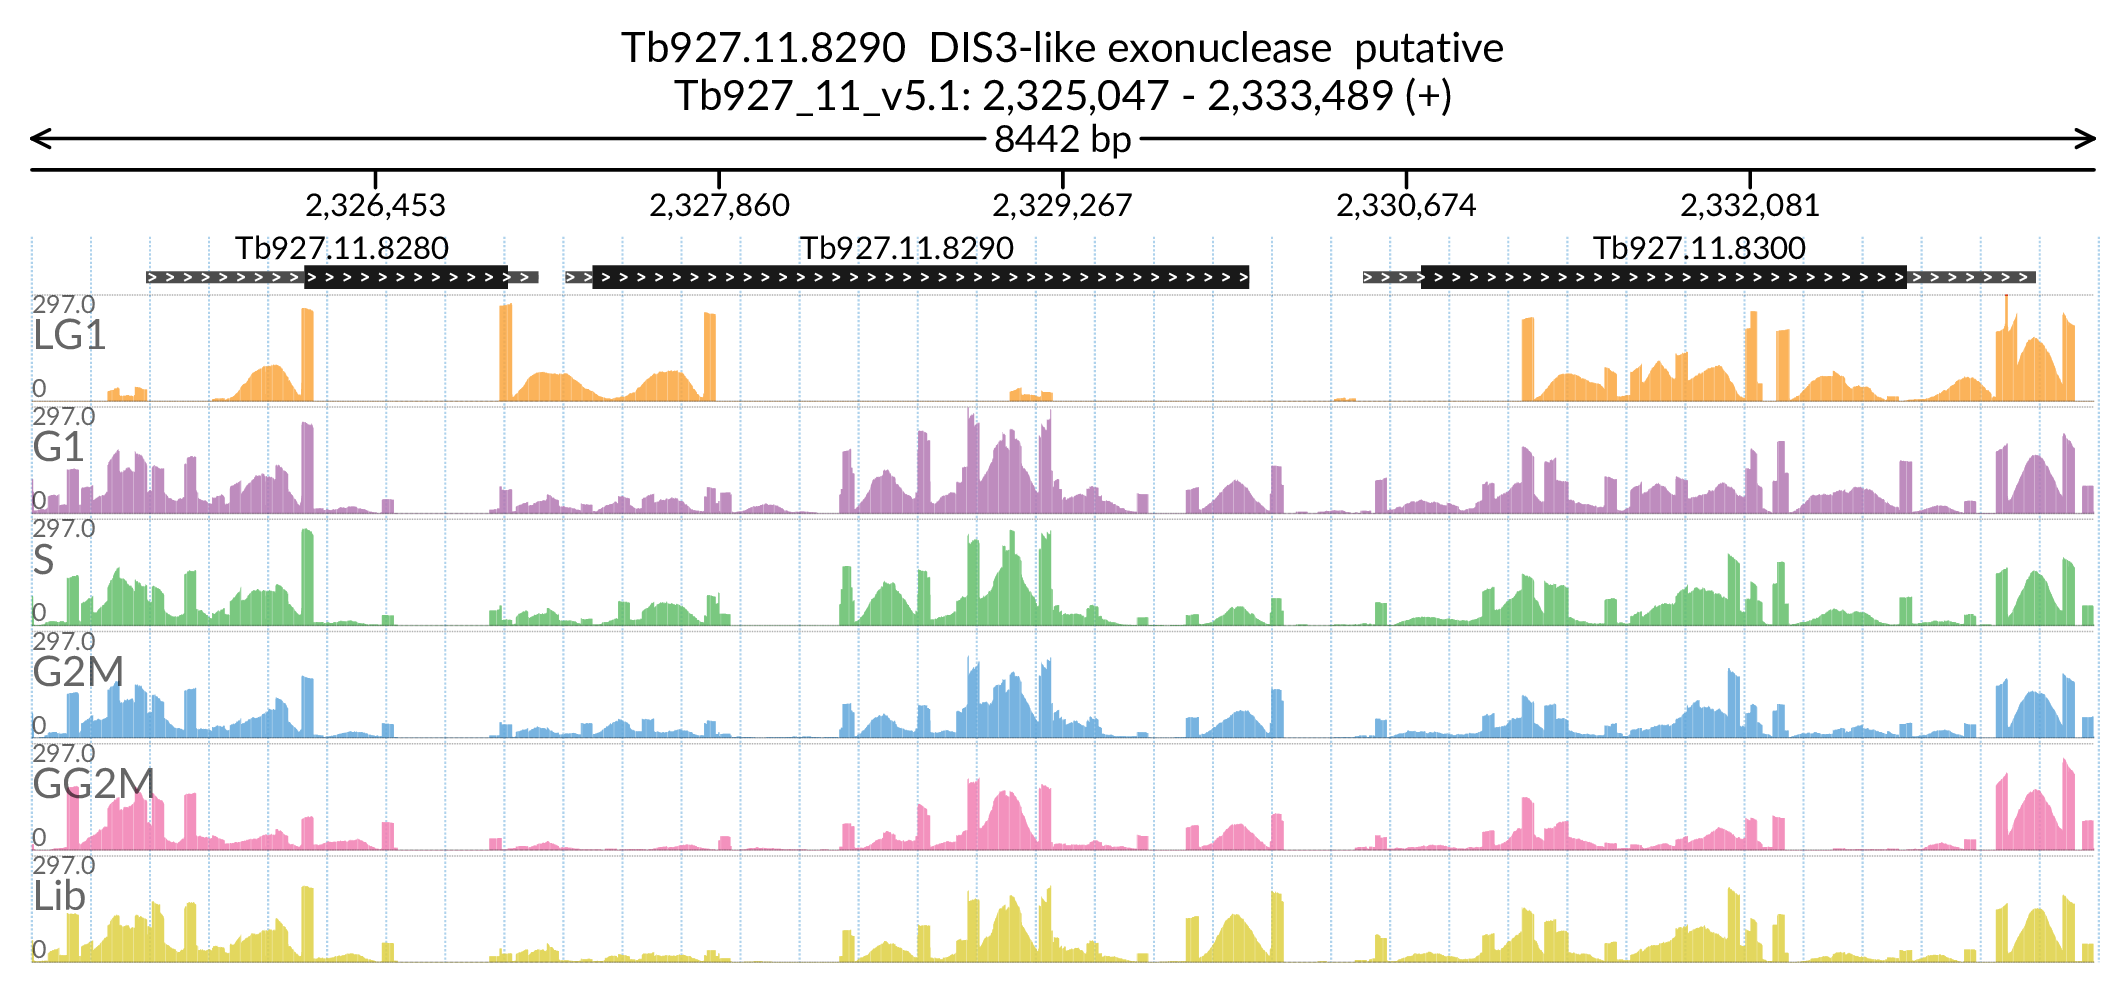 Tb927.11.8290  DIS3-like exonuclease  putative
Tb927_11_v5.1: 2,325,047 - 2,333,489 (+)
8442 bp
2,326,453 2,327,860 2,329,267 2,330,674 2,332,081
Tb927.11.8280 Tb927.11.8290 Tb927.11.8300
297.0
LG1
0
297.0
G1
0
297.0
S
0
297.0
G2M
0
297.0
GG2M
0
297.0
Lib
0